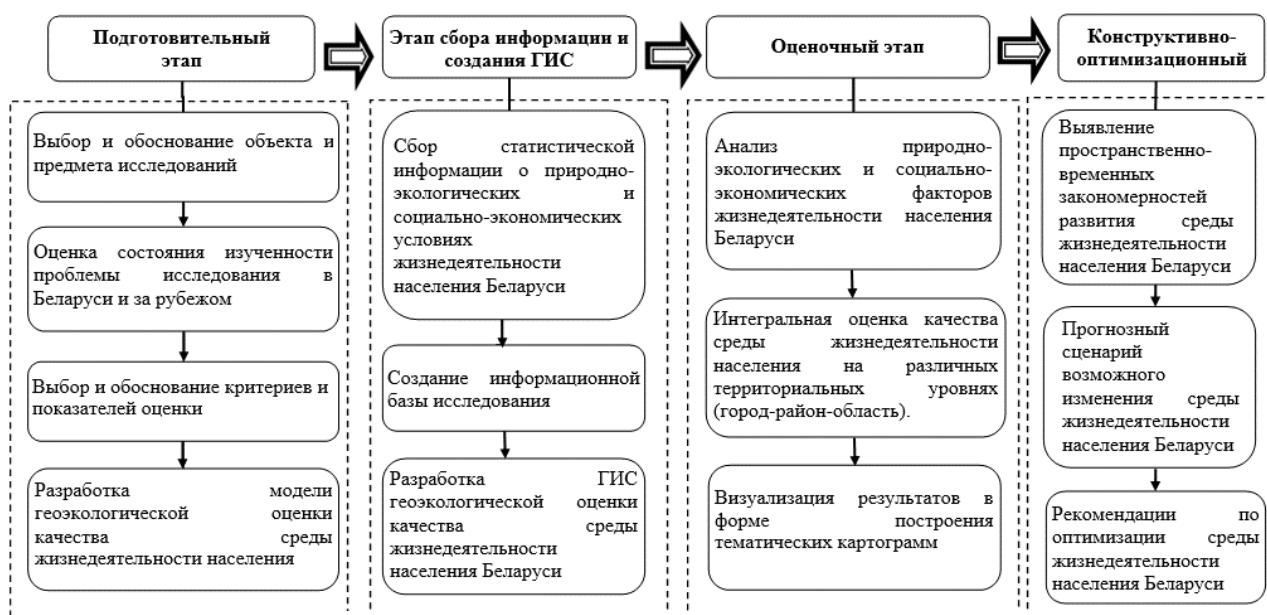 Подготовительный
этап
Выбор и обоснование объекта и
предмета исследований
Оценка состояния изученности
проблемы исследования в
Беларуси и за рубежом
Выбор и обоснование критериев и
показателей оценки
Разработка модели
геоэкологической оценки
качества среды
жизнедеятельности населения
Этап сбора информации и
создания ГИС
Сбор статистической
информации о природно-
экологических и
социально-экономических
условиях
жизнедеятельности
населения Беларуси
Создание информационной
базы исследования
Разработка ГИС
геоэкологической оценки
качества среды
жизнедеятельности
населения Беларуси
Оценочный этап
Анализ природно-
экологических и социально-
экономических факторов
жизнедеятельности населения
Беларуси
Интегральная оценка качества
среды жизнедеятельности
населения на различных
территориальных уровнях
(город-район-область).
Визуализация результатов в
форме построения
тематических картограмм
Конструктивно-
оптимизационный
Выявление
пространственно-
временных
закономерностей
развития среды
жизнедеятельности
населения Беларуси
Прогнозный
сценарий
возможного
изменения среды
жизнедеятельности
населения Беларуси
Рекомендации по
оптимизации среды
жизнедеятельности
населения Беларуси